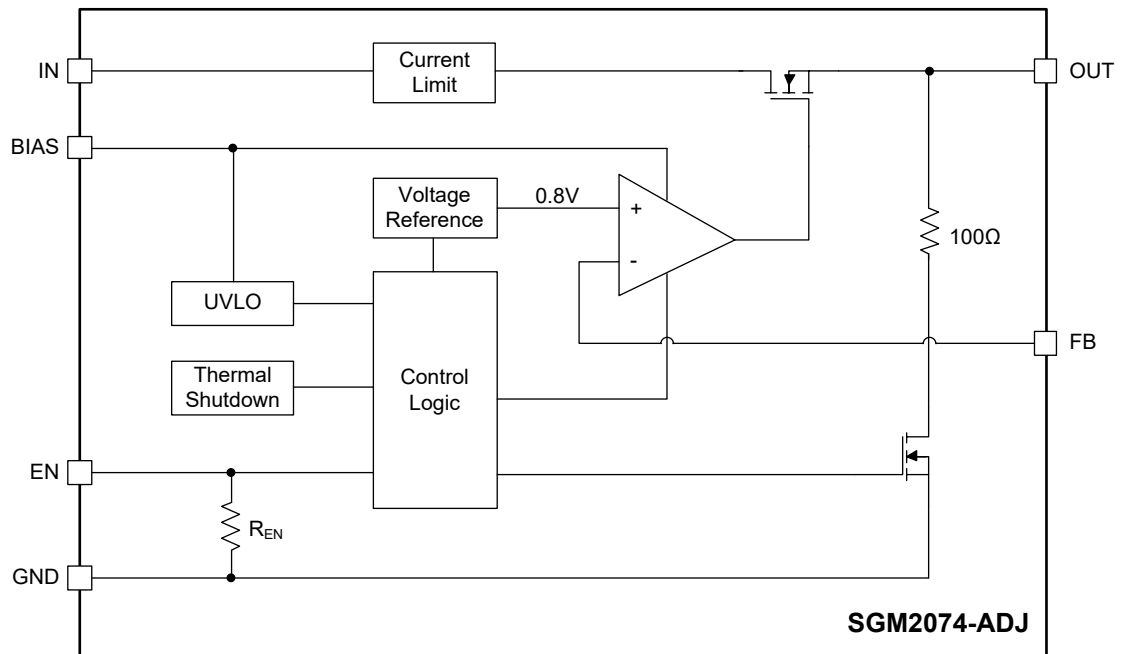 IN
Current
Limit
OUT
BIAS
Voltage
Reference
0.8V
+
-
100Ω
UVLO
FB
Thermal
Shutdown
Control
Logic
EN
REN
GND
SGM2074-ADJ